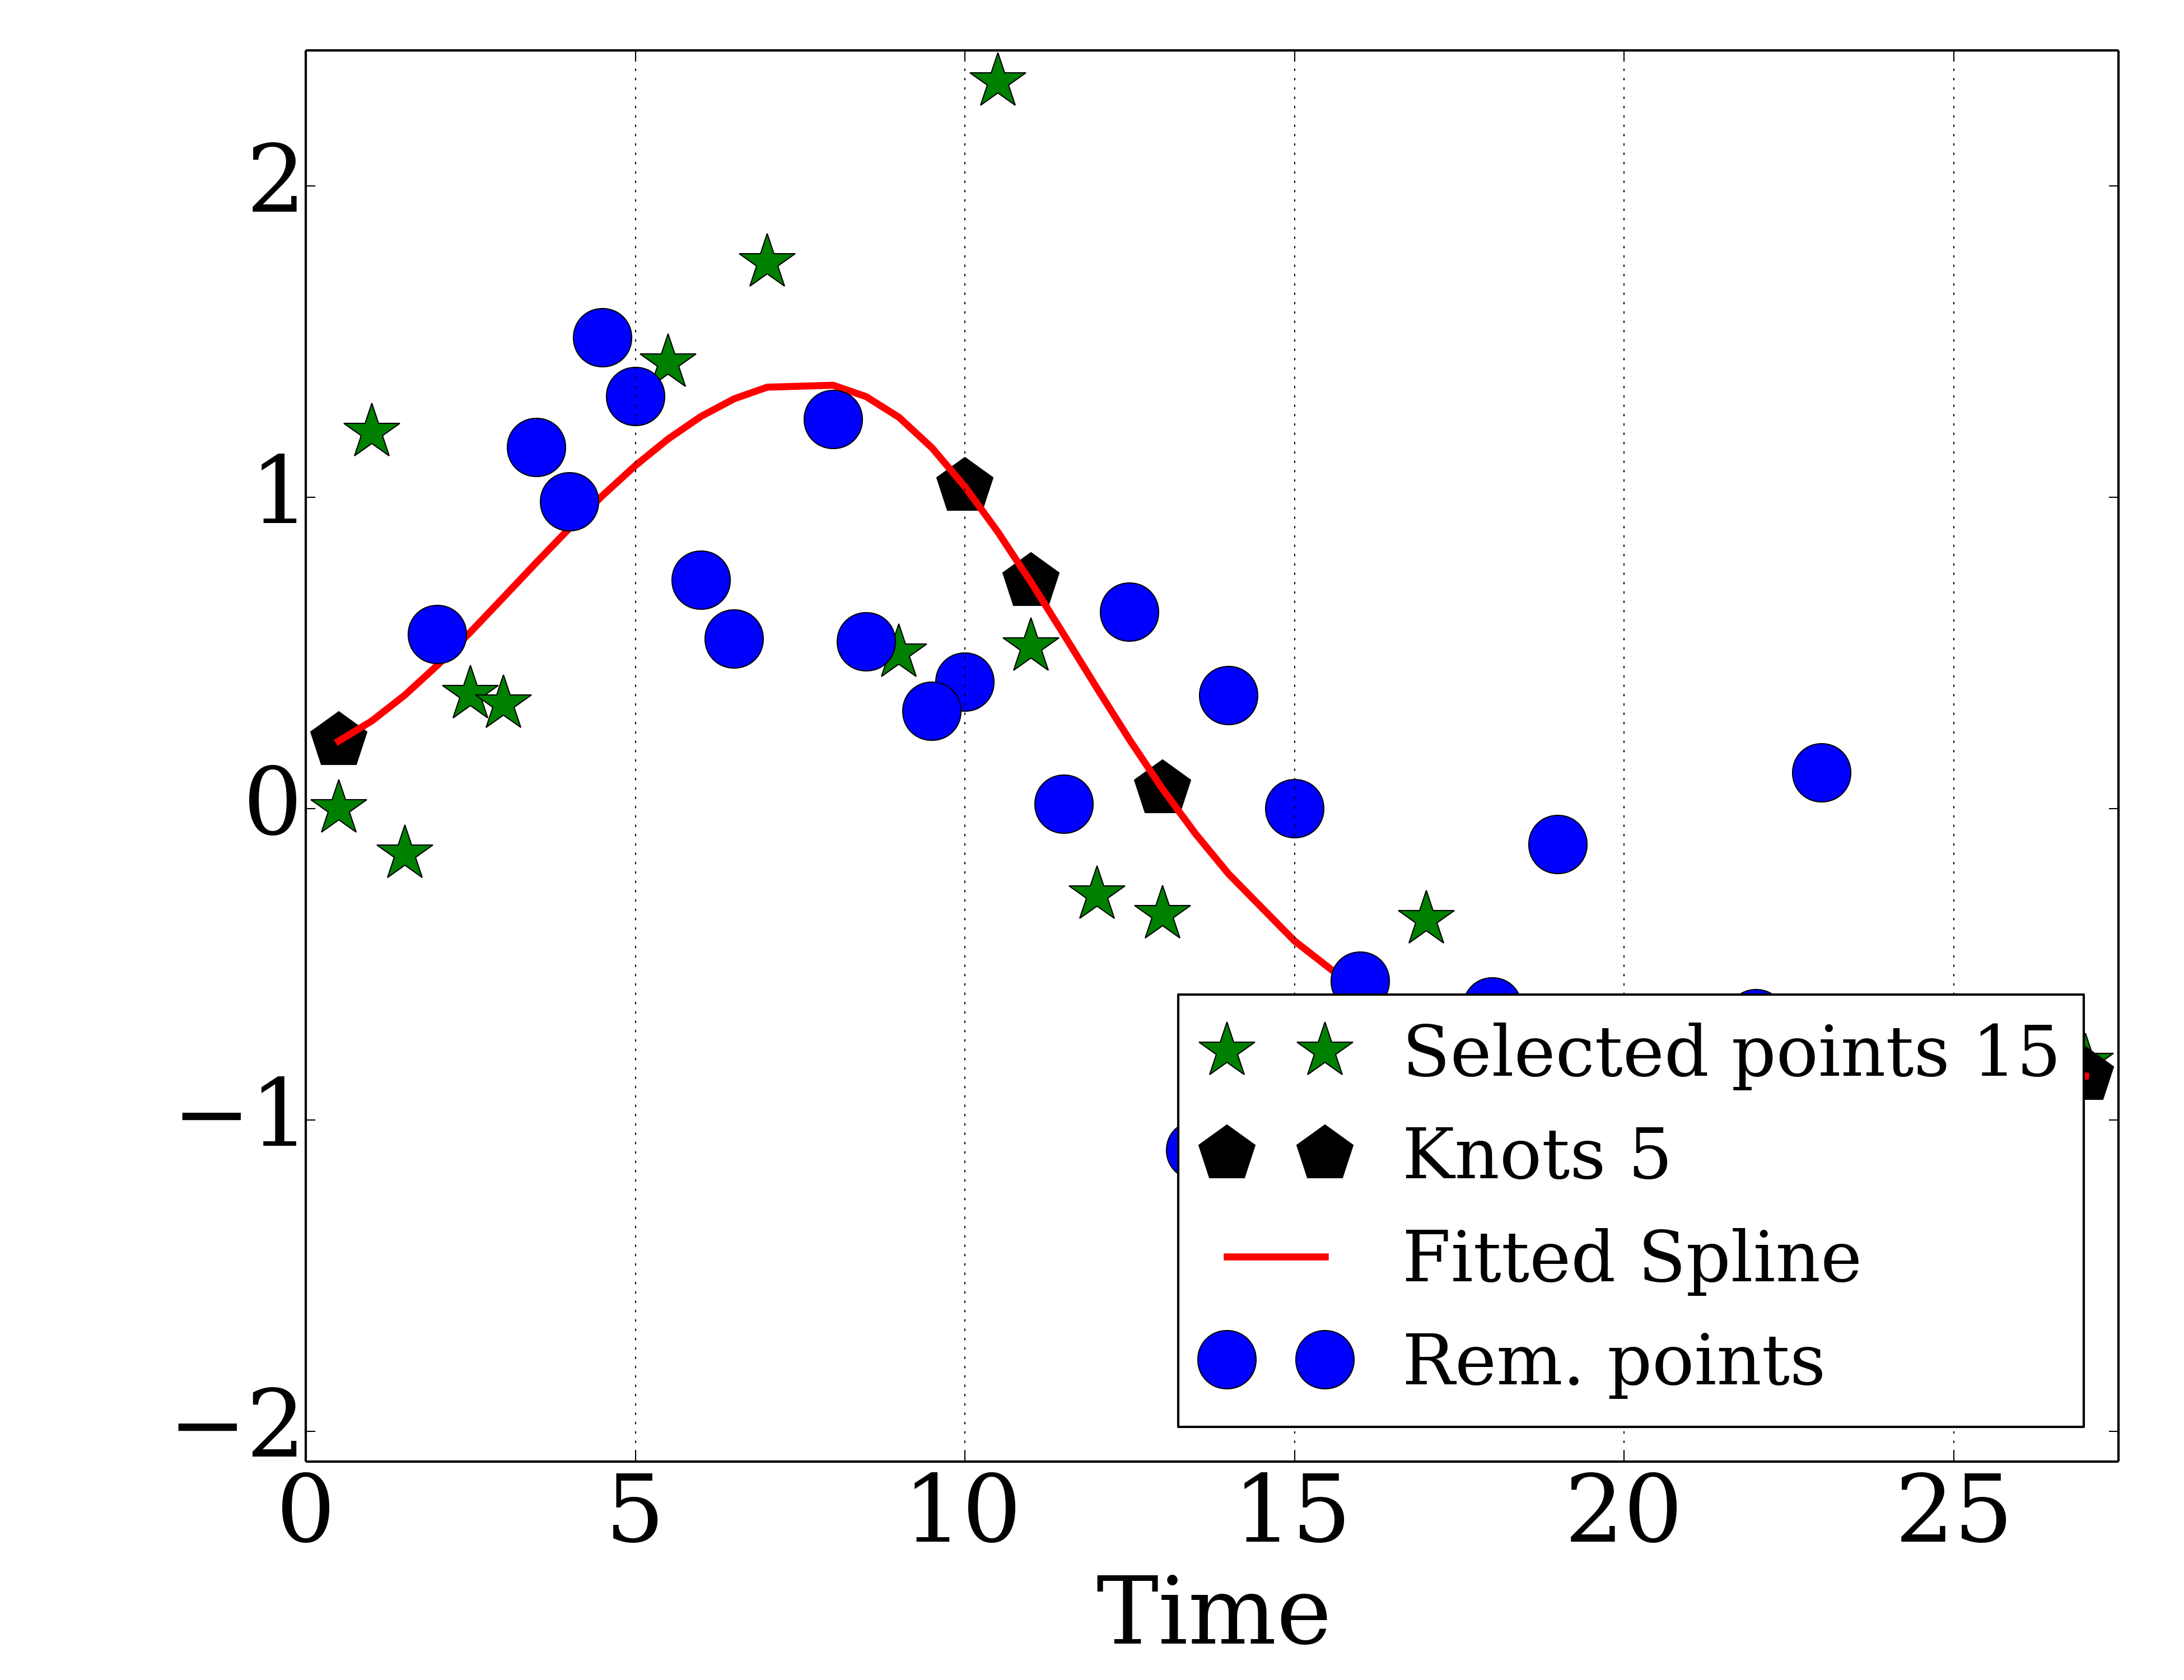 2
1
0
−1
−2
0 5 10 15 20 25
Time
Selected points 15
Knots 5
Fitted Spline
Rem. points